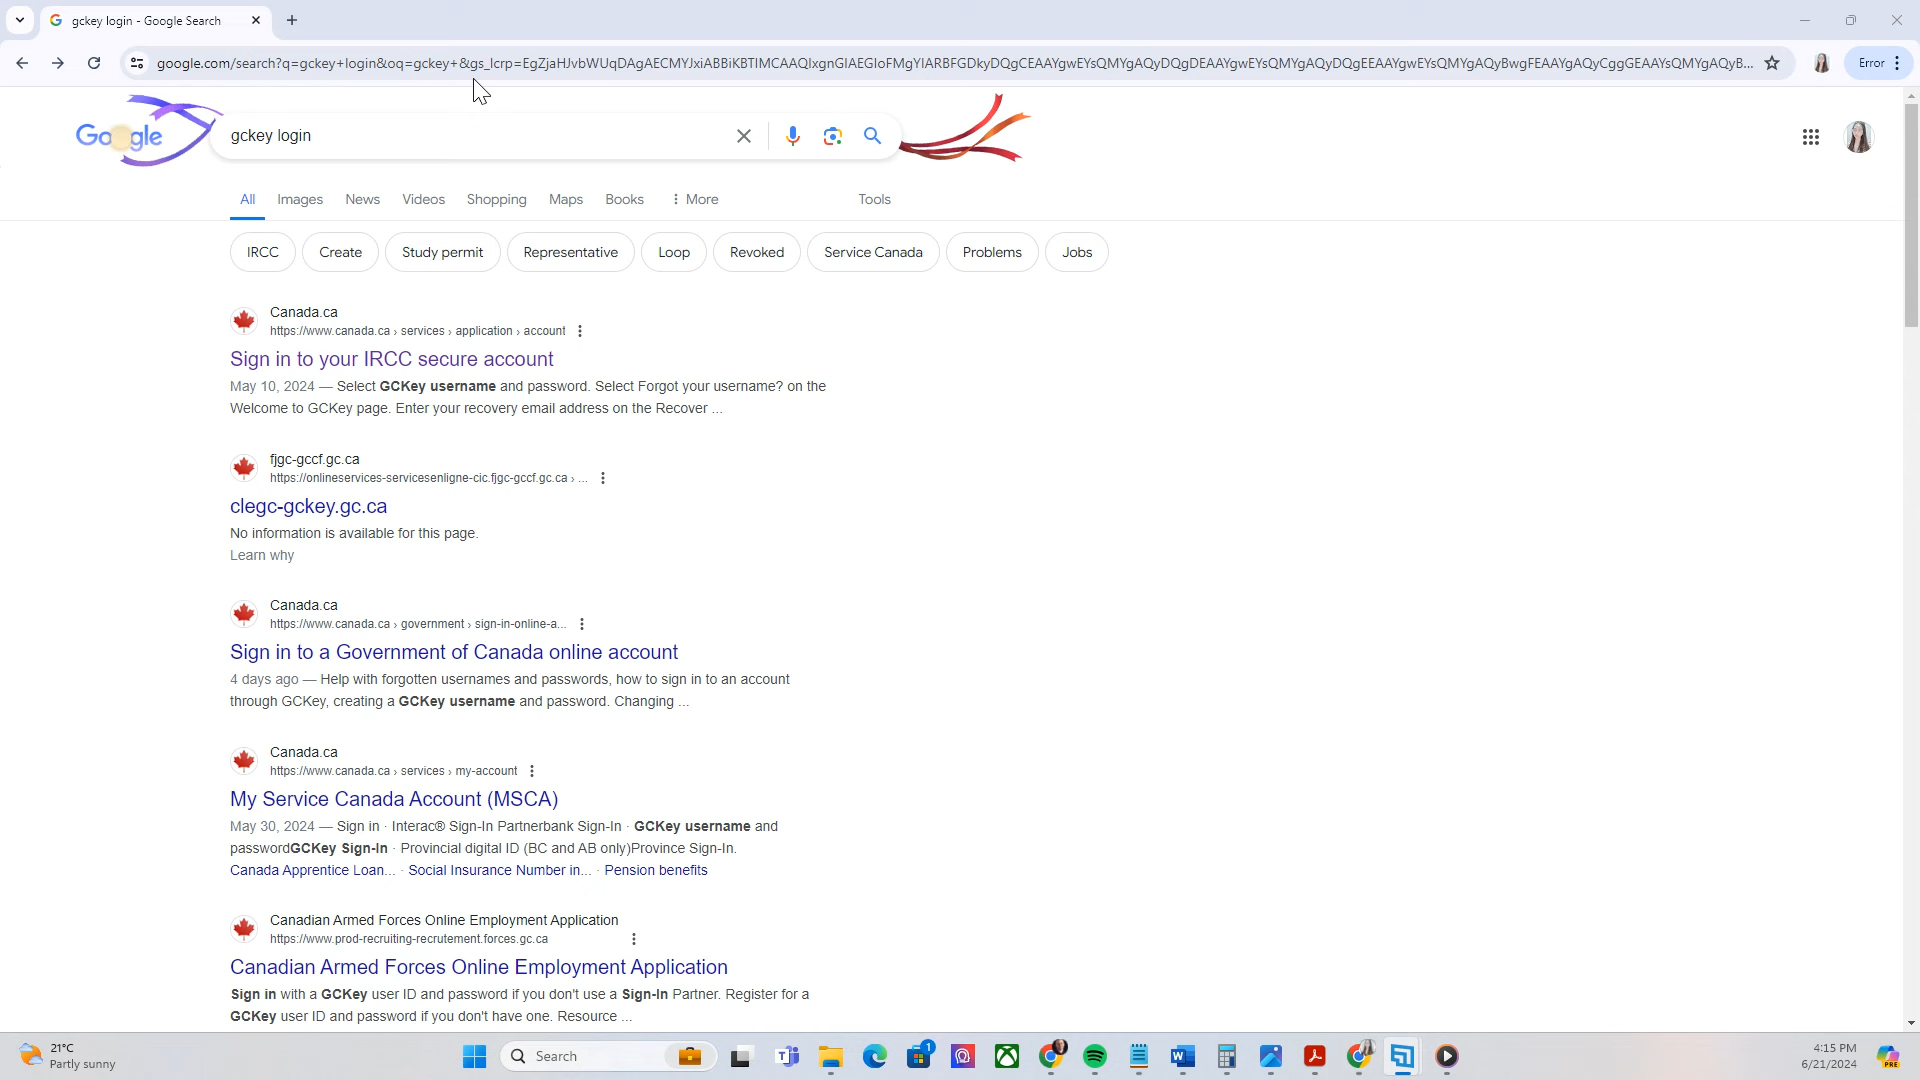 gckey login - Google Search
google.com/search?q=gckey+login&oq=gckey+&gs_lcrp=EgZjaHJvbWUqDAgAECMYJxiABBiKBTIMCAAQIxgnGIAEGIoFMgYIARBFGDkyDQgCEAAYgwEYsQMYgAQyDQgDEAAYgwEYsQMYgAQyDQgEEAAYgwEYsQMYgAQyBwgFEAAYgAQyCggGEAAYsQMYgAQyB...
Error
Google
gckey login
All Images News Videos Shopping Maps Books More Tools
IRCC Create Study permit Representative Loop Revoked Service Canada Problems Jobs
Canada.ca
https://www.canada.ca › services › application › account
Sign in to your IRCC secure account
May 10, 2024 — Select GCKey username and password. Select Forgot your username? on the
Welcome to GCKey page. Enter your recovery email address on the Recover ...
fjgc-gccf.gc.ca
https://onlineservices-servicesenligne-cic.fjgc-gccf.gc.ca › ...
clegc-gckey.gc.ca
No information is available for this page.
Learn why
Canada.ca
https://www.canada.ca › government › sign-in-online-a...
Sign in to a Government of Canada online account
4 days ago — Help with forgotten usernames and passwords, how to sign in to an account
through GCKey, creating a GCKey username and password. Changing ...
Canada.ca
https://www.canada.ca › services › my-account
My Service Canada Account (MSCA)
May 30, 2024 — Sign in · Interac® Sign-In Partnerbank Sign-In · GCKey username and
passwordGCKey Sign-In · Provincial digital ID (BC and AB only)Province Sign-In.
Canada Apprentice Loan... · Social Insurance Number in... · Pension benefits
Canadian Armed Forces Online Employment Application
https://www.prod-recruiting-recrutement.forces.gc.ca
Canadian Armed Forces Online Employment Application
Sign in with a GCKey user ID and password if you don't use a Sign-In Partner. Register for a
GCKey user ID and password if you don't have one. Resource ...
21°C
Partly sunny
Search
1
4:15 PM
6/21/2024
PRE